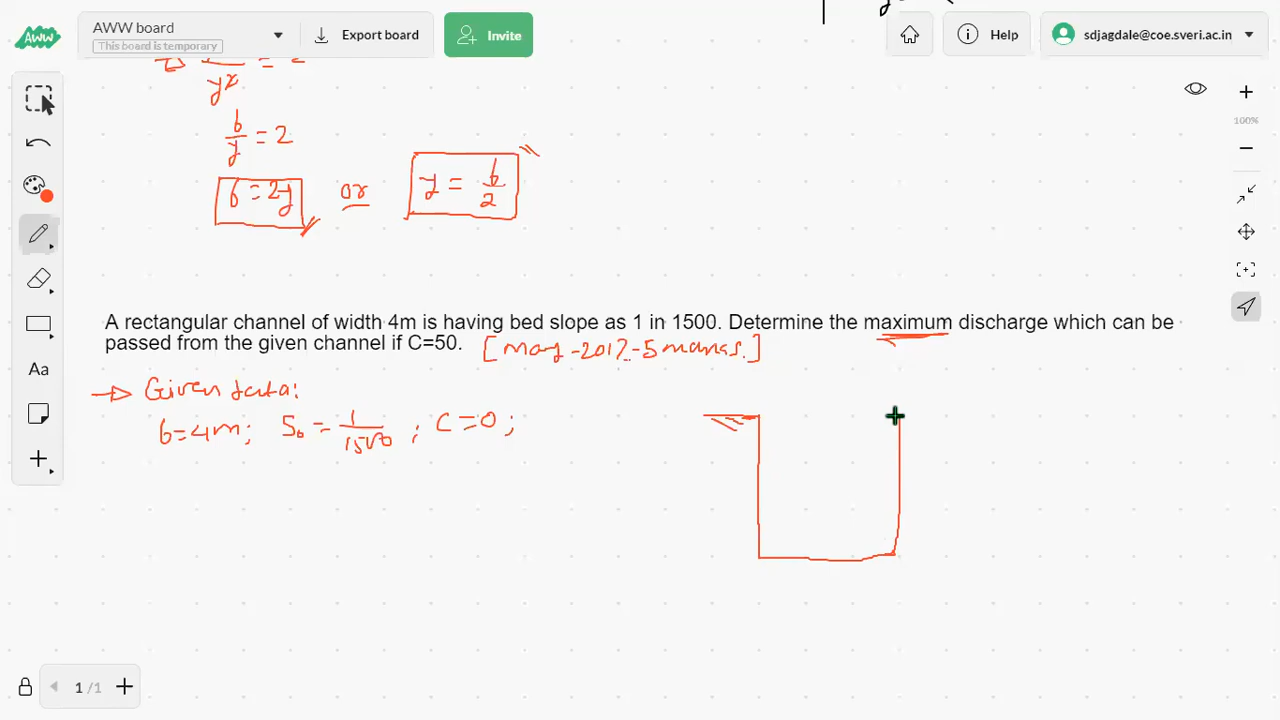 AWW
AWW board
This board is temporary
Export board
Invite
Help
sdjagdale@coe.sveri.ac.in
100%
Aa
= 2
y²
b/y = 2
b = 2y or y = b/2
A rectangular channel of width 4m is having bed slope as 1 in 1500. Determine the maximum discharge which can be
passed from the given channel if C=50. [May-2017-5 marks.]
→ Given data:
b=4m; S₀ = 1/1500 ; C=0 ;
1 /1